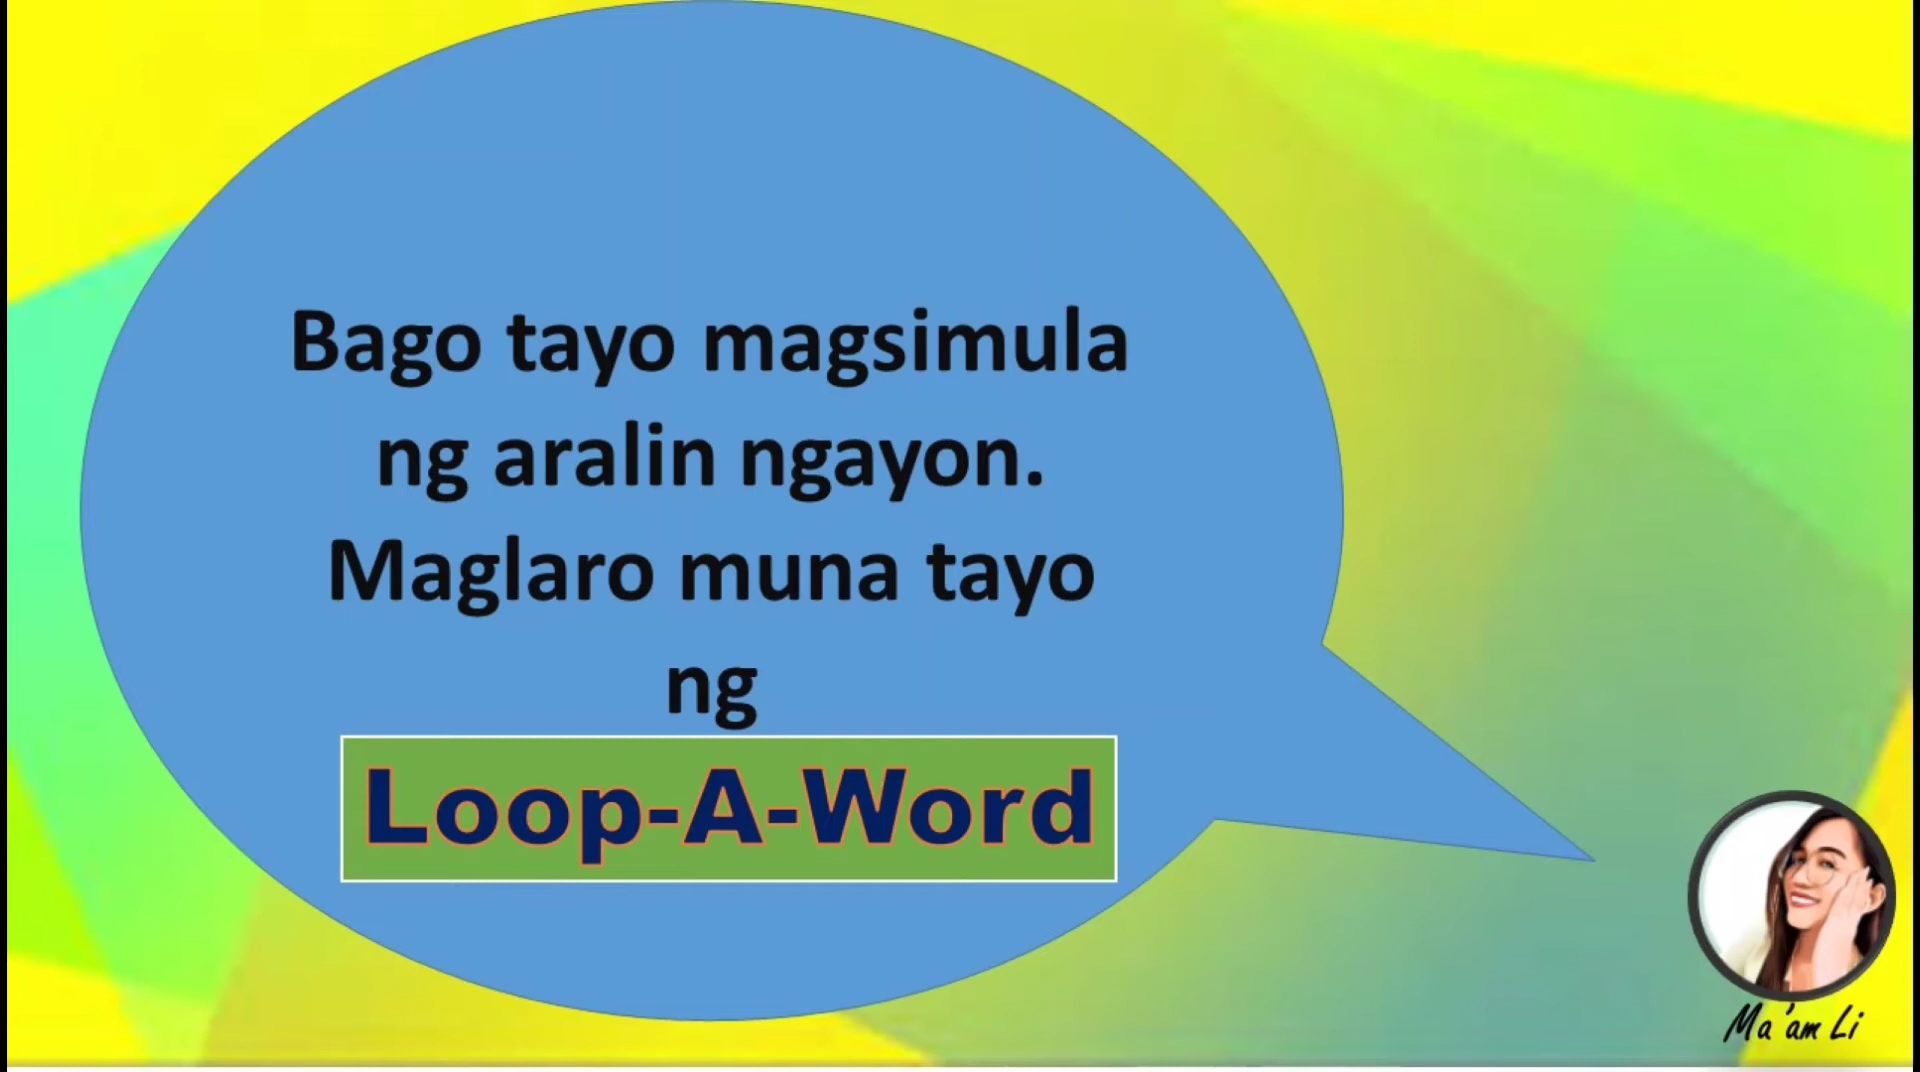 Bago tayo magsimula
ng aralin ngayon.
Maglaro muna tayo
ng
Loop-A-Word
Ma'am Li